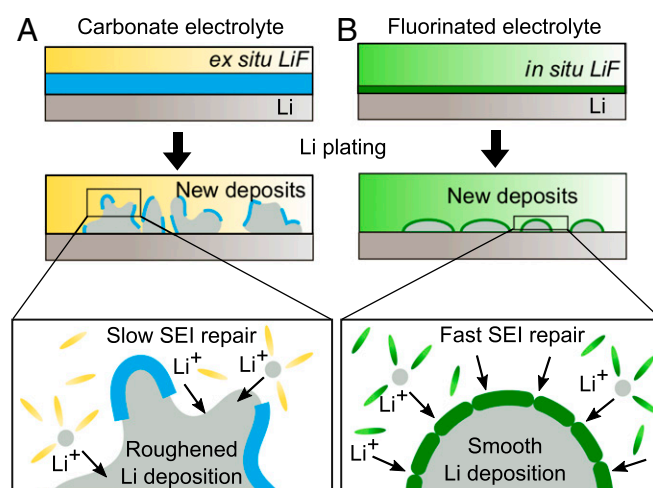 A
Carbonate electrolyte
ex situ LiF
Li
B
Fluorinated electrolyte
in situ LiF
Li
Li plating
New deposits
New deposits
Slow SEI repair
Li+
Li+
Li+
Roughened
Li deposition
Fast SEI repair
Li+
Li+
Li+
Smooth
Li deposition